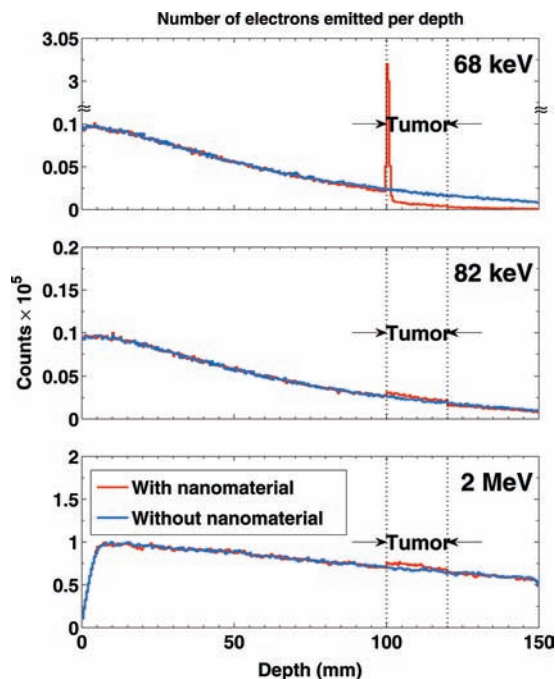 Number of electrons emitted per depth
3.05
3
0.1
0.05
0
68 keV
Tumor
0.2
0.15
0.1
0.05
0
82 keV
Tumor
Counts × 10⁵
2
1.5
1
0.5
0
2 MeV
With nanomaterial
Without nanomaterial
Tumor
0 50 100 150
Depth (mm)